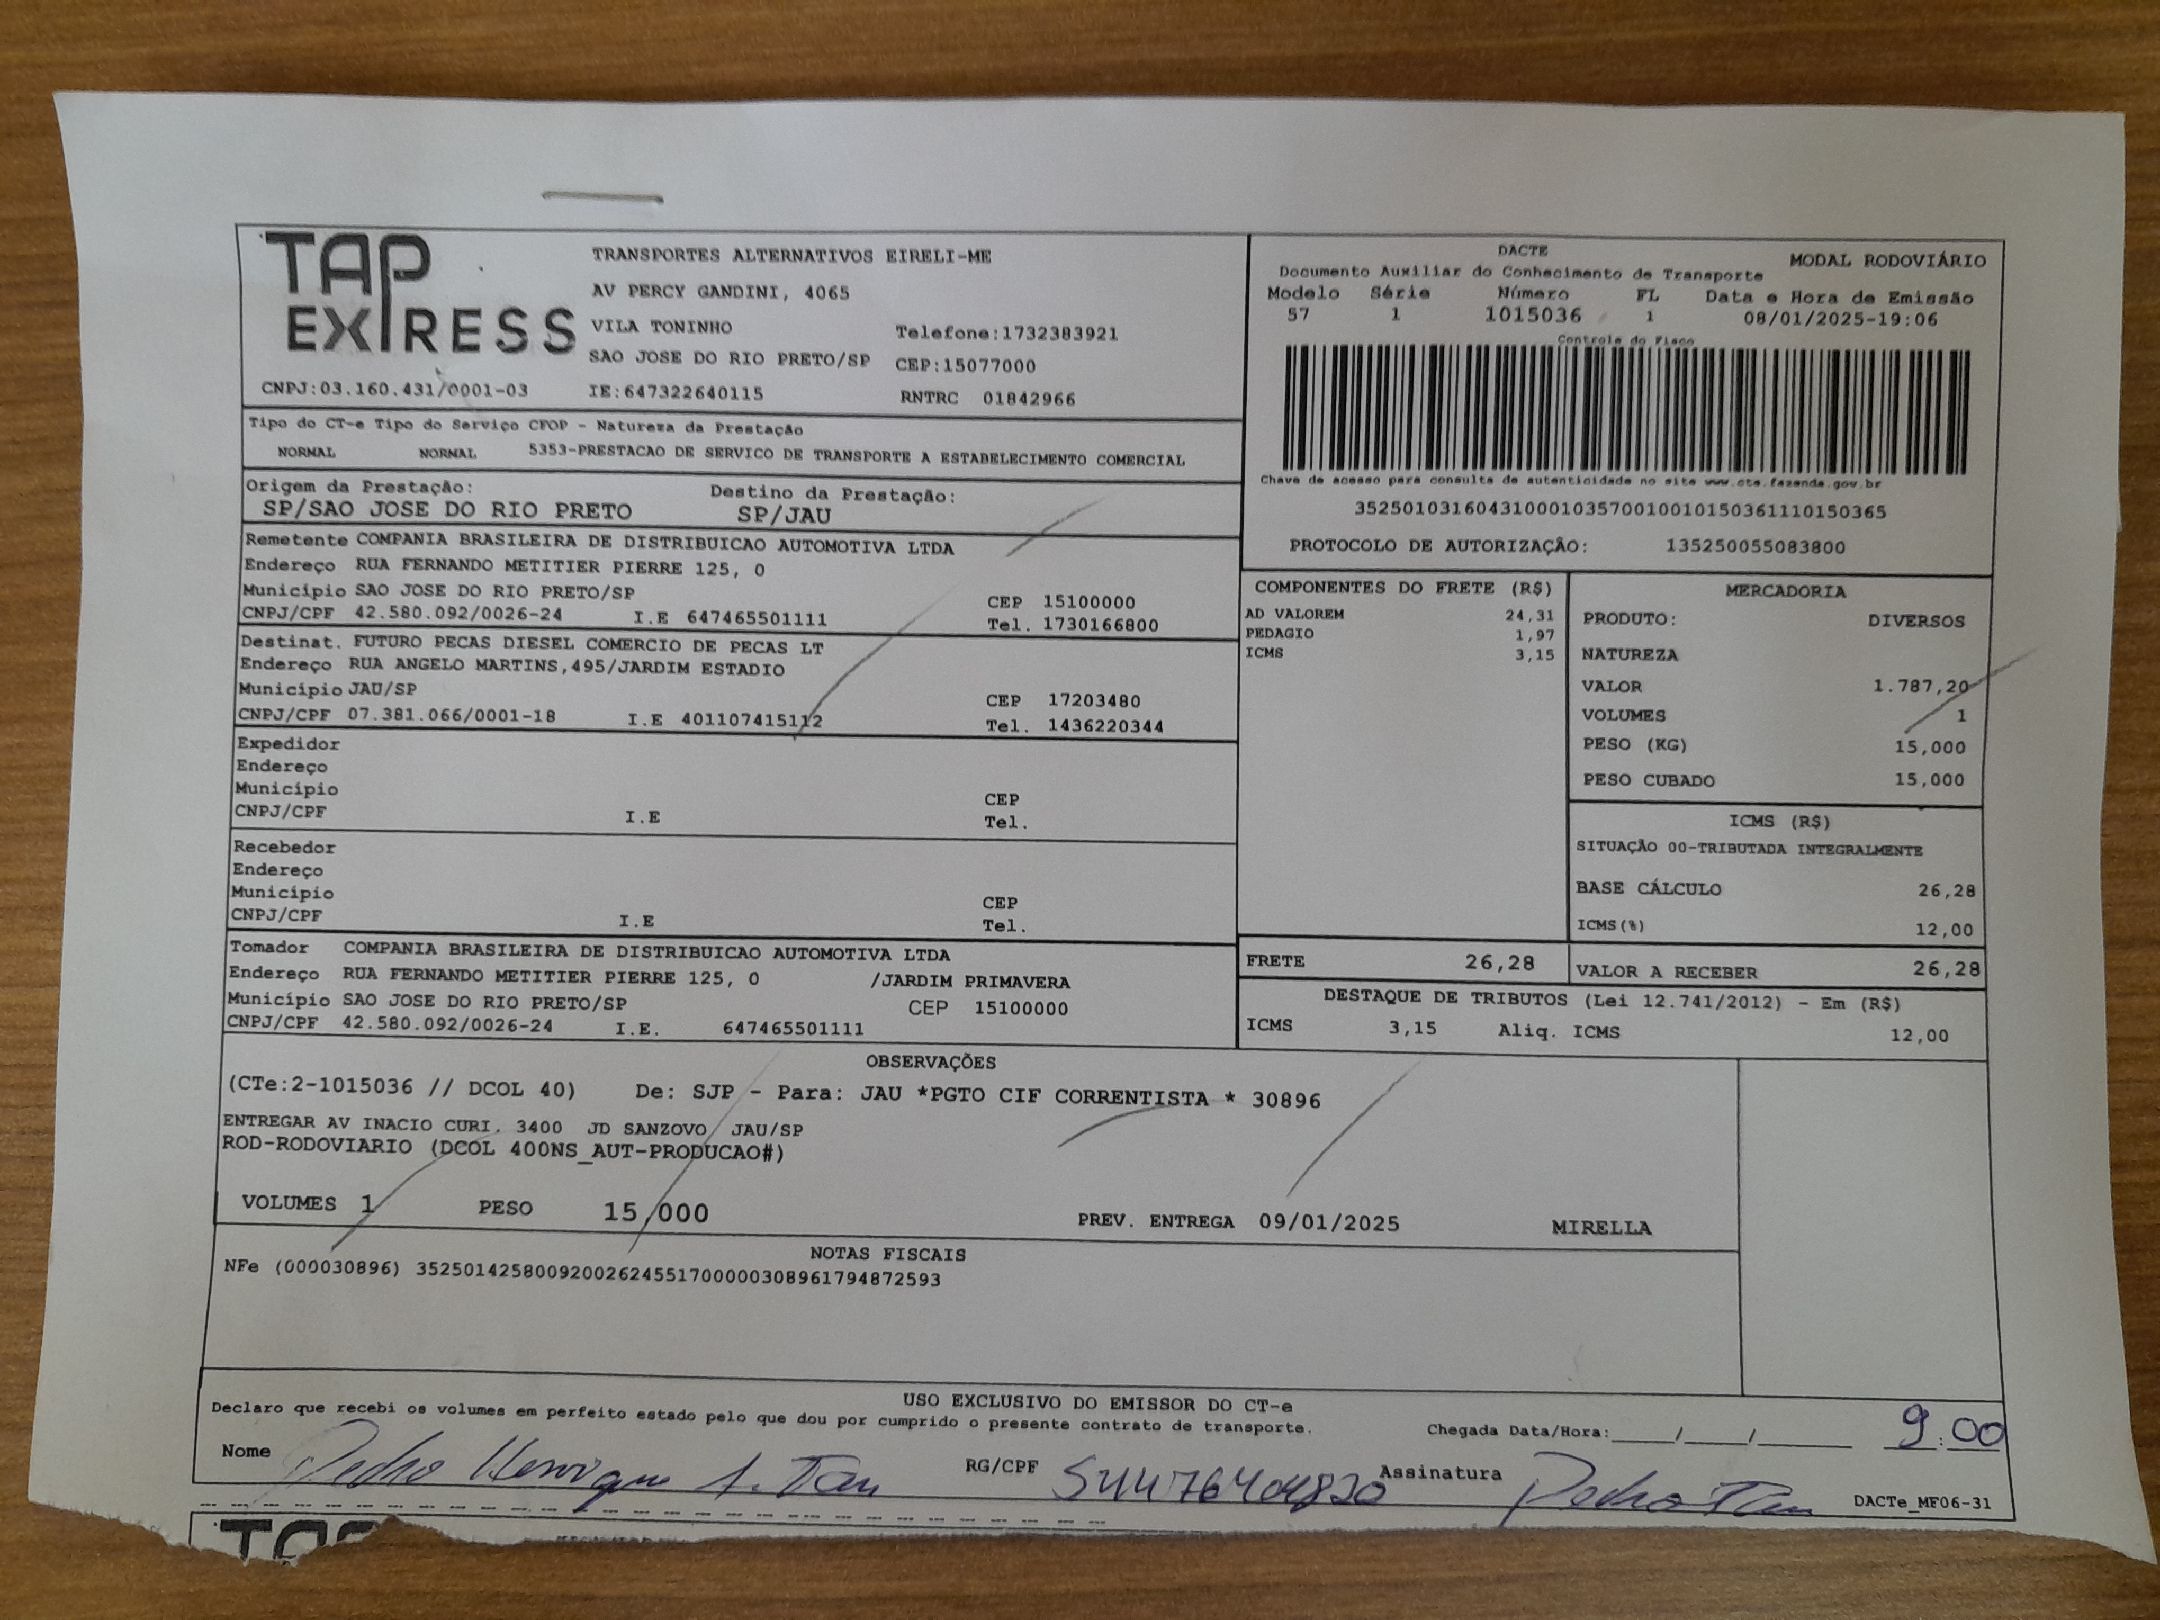 TAP EXPRESS
TRANSPORTES ALTERNATIVOS EIRELI-ME
AV PERCY GANDINI, 4065
VILA TONINHO Telefone:1732383921
SAO JOSE DO RIO PRETO/SP CEP:15077000
CNPJ:03.160.431/0001-03 IE:647322640115 RNTRC 01842966
DACTE MODAL RODOVIÁRIO
Documento Auxiliar do Conhecimento de Transporte
Modelo Série Número FL Data e Hora de Emissão
57 1 1015036 1 08/01/2025-19:06
Controle do Fisco
Chave de acesso para consulta de autenticidade no site www.cte.fazenda.gov.br
35250103160431000103570010010150361110150365
PROTOCOLO DE AUTORIZAÇÃO: 135250055083800
Tipo do CT-e Tipo do Serviço CFOP - Natureza da Prestação
NORMAL NORMAL 5353-PRESTACAO DE SERVICO DE TRANSPORTE A ESTABELECIMENTO COMERCIAL
Origem da Prestação: Destino da Prestação:
SP/SAO JOSE DO RIO PRETO SP/JAU
Remetente COMPANIA BRASILEIRA DE DISTRIBUICAO AUTOMOTIVA LTDA
Endereço RUA FERNANDO METITIER PIERRE 125, 0
Município SAO JOSE DO RIO PRETO/SP CEP 15100000
CNPJ/CPF 42.580.092/0026-24 I.E 647465501111 Tel. 1730166800
Destinat. FUTURO PECAS DIESEL COMERCIO DE PECAS LT
Endereço RUA ANGELO MARTINS,495/JARDIM ESTADIO
Município JAU/SP CEP 17203480
CNPJ/CPF 07.381.066/0001-18 I.E 401107415112 Tel. 1436220344
Expedidor
Endereço
Município CEP
CNPJ/CPF I.E Tel.
Recebedor
Endereço
Município CEP
CNPJ/CPF I.E Tel.
Tomador COMPANIA BRASILEIRA DE DISTRIBUICAO AUTOMOTIVA LTDA
Endereço RUA FERNANDO METITIER PIERRE 125, 0 /JARDIM PRIMAVERA
Município SAO JOSE DO RIO PRETO/SP CEP 15100000
CNPJ/CPF 42.580.092/0026-24 I.E. 647465501111
COMPONENTES DO FRETE (R$)
AD VALOREM 24,31
PEDAGIO 1,97
ICMS 3,15
MERCADORIA
PRODUTO: DIVERSOS
NATUREZA
VALOR 1.787,20
VOLUMES 1
PESO (KG) 15,000
PESO CUBADO 15,000
ICMS (R$)
SITUAÇÃO 00-TRIBUTADA INTEGRALMENTE
BASE CÁLCULO 26,28
ICMS(%) 12,00
FRETE 26,28 VALOR A RECEBER 26,28
DESTAQUE DE TRIBUTOS (Lei 12.741/2012) - Em (R$)
ICMS 3,15 Aliq. ICMS 12,00
OBSERVAÇÕES
(CTe:2-1015036 // DCOL 40) De: SJP - Para: JAU *PGTO CIF CORRENTISTA * 30896
ENTREGAR AV INACIO CURI, 3400 JD SANZOVO JAU/SP
ROD-RODOVIARIO (DCOL 400NS_AUT-PRODUCAO#)
VOLUMES 1 PESO 15,000 PREV. ENTREGA 09/01/2025 MIRELLA
NOTAS FISCAIS
NFe (000030896) 35250142580092002624551700000308961794872593
USO EXCLUSIVO DO EMISSOR DO CT-e
Declaro que recebi os volumes em perfeito estado pelo que dou por cumprido o presente contrato de transporte. Chegada Data/Hora:____/____/____ 9:00
Nome Pedro Henrique A. RG/CPF 54476404820 Assinatura Pedro
DACTe_MF06-31